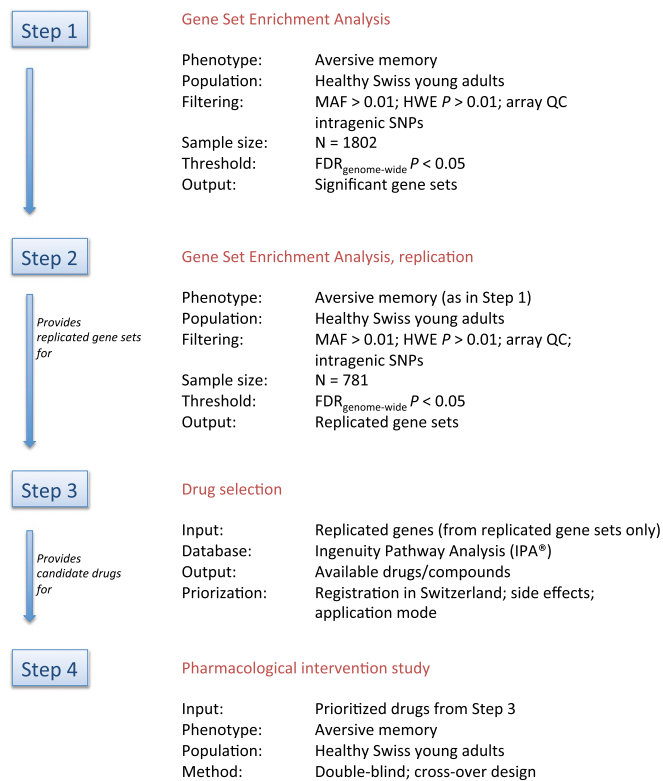 Step 1
Gene Set Enrichment Analysis
Phenotype: Aversive memory
Population: Healthy Swiss young adults
Filtering: MAF > 0.01; HWE P > 0.01; array QC
intragenic SNPs
Sample size: N = 1802
Threshold: FDRgenome-wide P < 0.05
Output: Significant gene sets
Step 2
Gene Set Enrichment Analysis, replication
Provides
replicated gene sets
for
Phenotype: Aversive memory (as in Step 1)
Population: Healthy Swiss young adults
Filtering: MAF > 0.01; HWE P > 0.01; array QC;
intragenic SNPs
Sample size: N = 781
Threshold: FDRgenome-wide P < 0.05
Output: Replicated gene sets
Step 3
Drug selection
Provides
candidate drugs
for
Input: Replicated genes (from replicated gene sets only)
Database: Ingenuity Pathway Analysis (IPA®)
Output: Available drugs/compounds
Priorization: Registration in Switzerland; side effects;
application mode
Step 4
Pharmacological intervention study
Input: Prioritized drugs from Step 3
Phenotype: Aversive memory
Population: Healthy Swiss young adults
Method: Double-blind; cross-over design